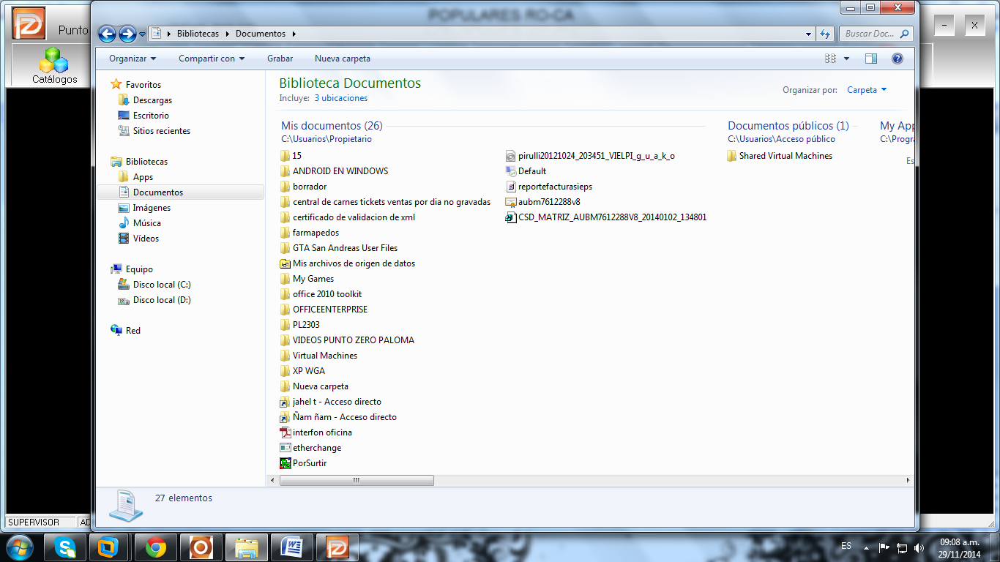 POPULARES RO-CA
Punto
Catálogos
Bibliotecas
Documentos
Buscar Doc...
Organizar
Compartir con
Grabar
Nueva carpeta
Favoritos
Descargas
Escritorio
Sitios recientes
Bibliotecas
Apps
Documentos
Imágenes
Música
Vídeos
Equipo
Disco local (C:)
Disco local (D:)
Red
Biblioteca Documentos
Incluye: 3 ubicaciones
Organizar por: Carpeta
Mis documentos (26)
C:\Usuarios\Propietario
15
ANDROID EN WINDOWS
borrador
central de carnes tickets ventas por dia no gravadas
certificado de validacion de xml
farmapedos
GTA San Andreas User Files
Mis archivos de origen de datos
My Games
office 2010 toolkit
OFFICEENTERPRISE
PL2303
VIDEOS PUNTO ZERO PALOMA
Virtual Machines
XP WGA
Nueva carpeta
jahel t - Acceso directo
Ñam ñam - Acceso directo
interfon oficina
etherchange
PorSurtir
pirulli20121024_203451_VIELPI_g_u_a_k_o
Default
reportefacturasieps
aubm7612288v8
CSD_MATRIZ_AUBM7612288V8_20140102_134801
Documentos públicos (1)
C:\Usuarios\Acceso público
Shared Virtual Machines
My App
C:\Progra
Es
27 elementos
SUPERVISOR
AD
ES
09:08 a.m.
29/11/2014